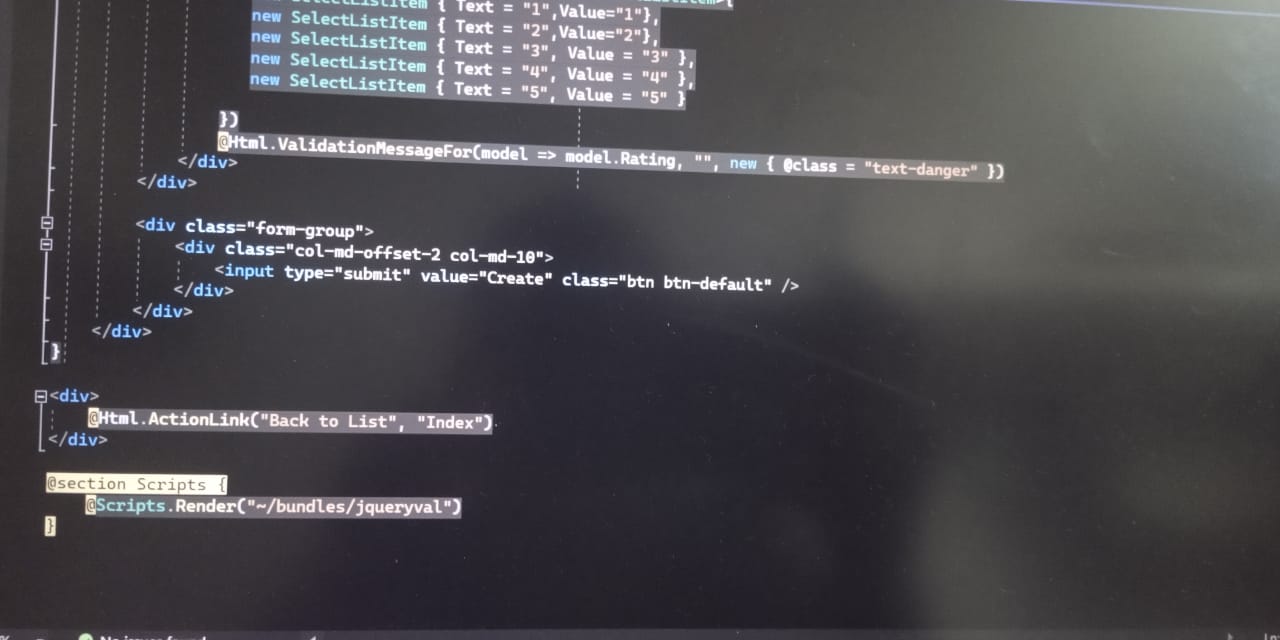 SelectListItem { Text = "1",Value="1"},
new SelectListItem { Text = "2",Value="2"},
new SelectListItem { Text = "3", Value = "3" },
new SelectListItem { Text = "4", Value = "4" },
new SelectListItem { Text = "5", Value = "5" }
})
@Html.ValidationMessageFor(model => model.Rating, "", new { @class = "text-danger" })
</div>
</div>
<div class="form-group">
<div class="col-md-offset-2 col-md-10">
<input type="submit" value="Create" class="btn btn-default" />
</div>
</div>
</div>
}
<div>
@Html.ActionLink("Back to List", "Index")
</div>
@section Scripts {
@Scripts.Render("~/bundles/jqueryval")
}
No issues found